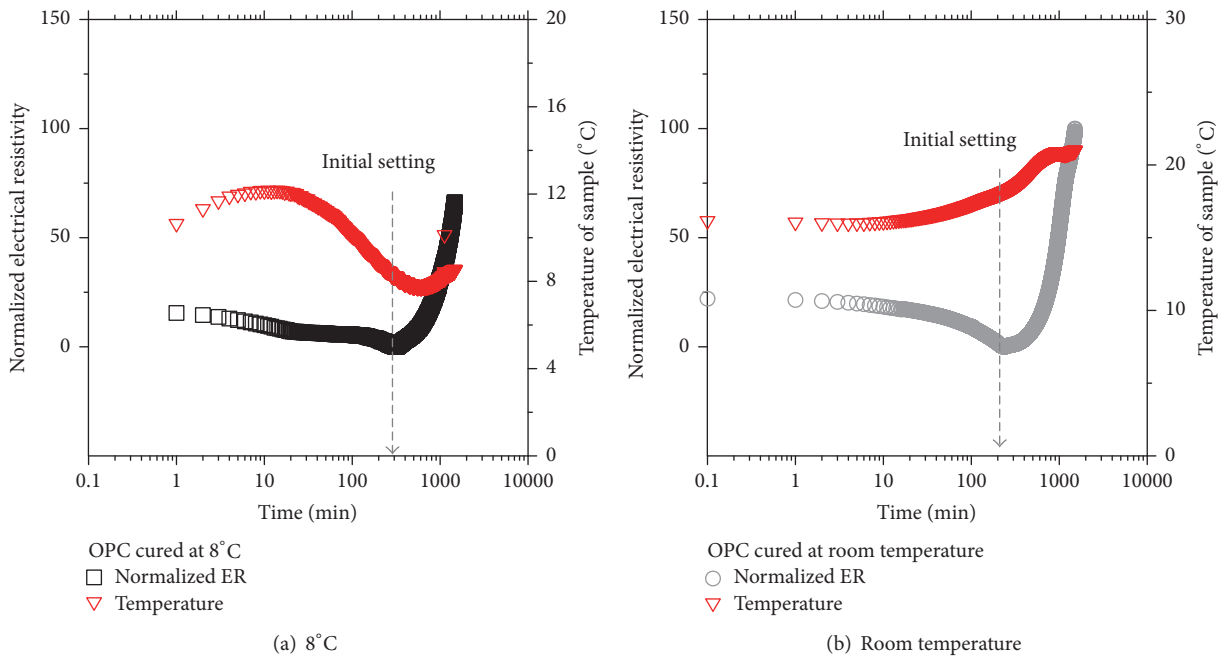 150
100
50
0
Normalized electrical resistivity
20
16
12
8
4
0
Temperature of sample (°C)
Initial setting
0.1 1 10 100 1000 10000
Time (min)
OPC cured at 8°C
Normalized ER
Temperature
(a) 8°C
150
100
50
0
Normalized electrical resistivity
30
20
10
0
Temperature of sample (°C)
Initial setting
0.1 1 10 100 1000 10000
Time (min)
OPC cured at room temperature
Normalized ER
Temperature
(b) Room temperature